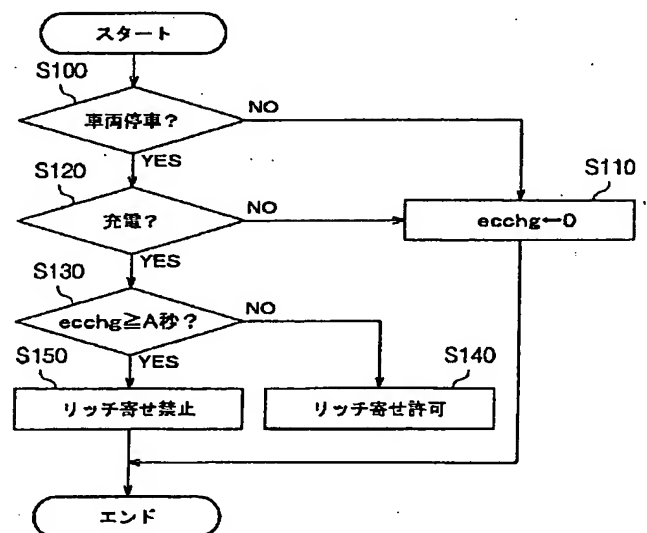 スタート
S100
車両停車?
NO
YES
S120
充電?
NO
YES
S110
ecchg←0
S130
ecchg≧A秒?
NO
YES
S150
リッチ寄せ禁止
S140
リッチ寄せ許可
エンド